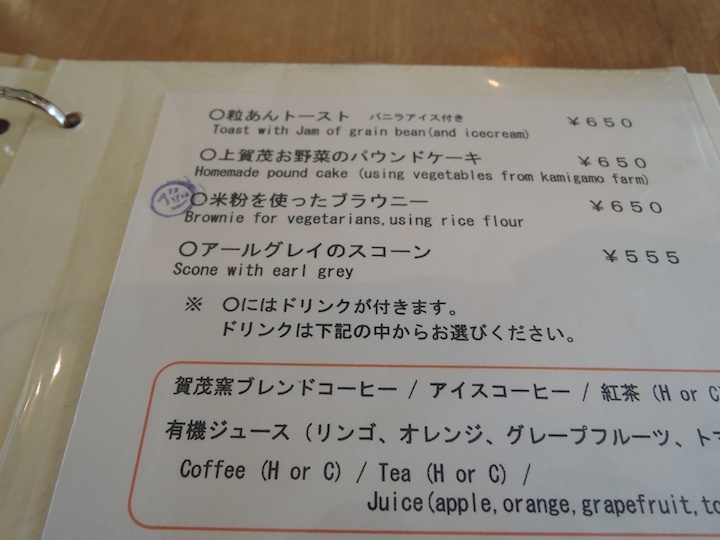 〇粒あんトースト バニラアイス付き ￥６５０
Toast with Jam of grain bean(and icecream)
〇上賀茂お野菜のパウンドケーキ ￥６５０
Homemade pound cake (using vegetables from kamigamo farm)
〇米粉を使ったブラウニー ￥６５０
Brownie for vegetarians,using rice flour
〇アールグレイのスコーン ￥５５５
Scone with earl grey
※ 〇にはドリンクが付きます。
ドリンクは下記の中からお選びください。
賀茂窯ブレンドコーヒー / アイスコーヒー / 紅茶 (H or C
有機ジュース (リンゴ、オレンジ、グレープフルーツ、トマ
Coffee (H or C) / Tea (H or C) /
Juice(apple,orange,grapefruit,to